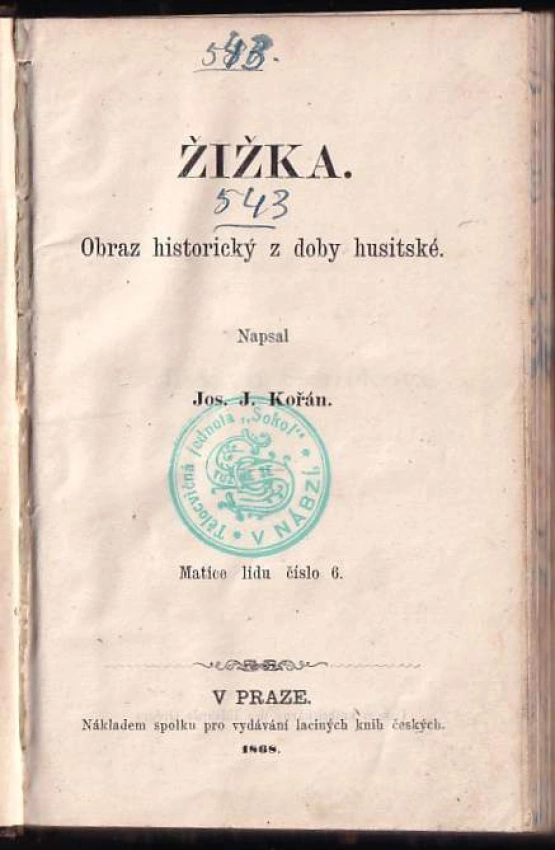 543.
ŽIŽKA.
543
Obraz historický z doby husitské.
Napsal
Jos. J. Kořán.
Tělocvičná jednota „Sokol“
V NÁBZÍ.
Matice lidu číslo 6.
V PRAZE.
Nákladem spolku pro vydávání laciných knih českých.
1868.